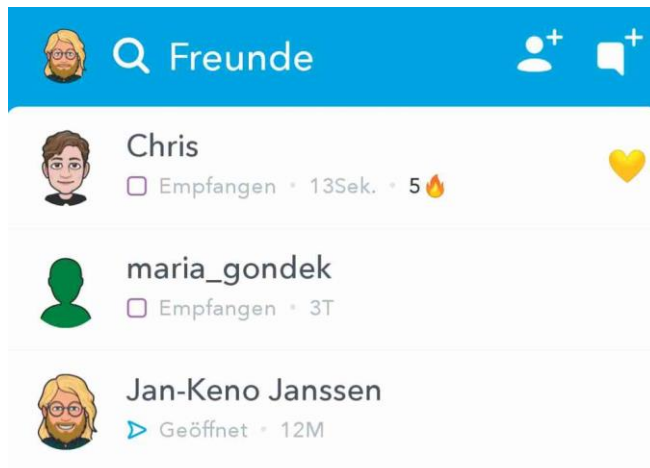 Freunde
Chris
Empfangen • 13Sek. • 5🔥
maria_gondek
Empfangen • 3T
Jan-Keno Janssen
Geöffnet • 12M